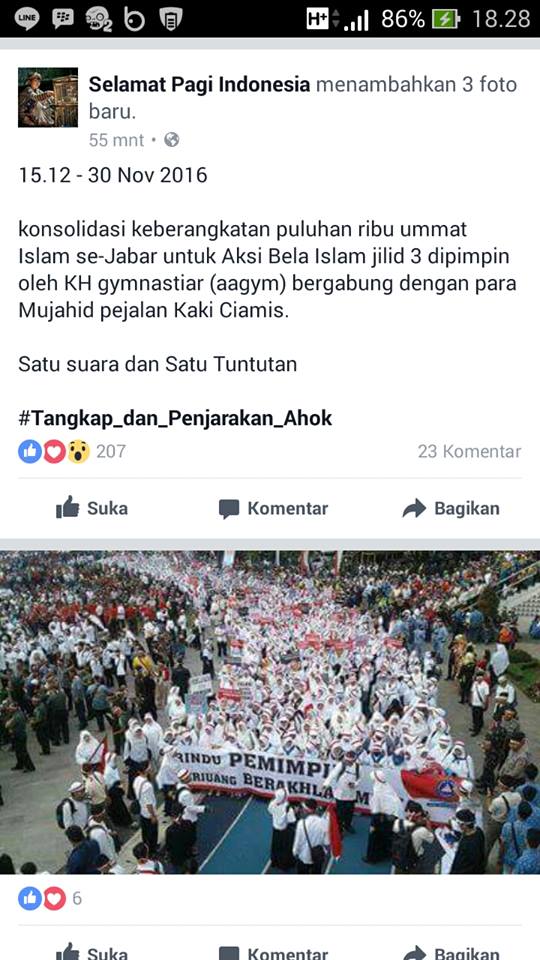 LINE
H+
86%
18.28
Selamat Pagi Indonesia menambahkan 3 foto
baru.
55 mnt •
15.12 - 30 Nov 2016
konsolidasi keberangkatan puluhan ribu ummat
Islam se-Jabar untuk Aksi Bela Islam jilid 3 dipimpin
oleh KH gymnastiar (aagym) bergabung dengan para
Mujahid pejalan Kaki Ciamis.
Satu suara dan Satu Tuntutan
#Tangkap_dan_Penjarakan_Ahok
207
23 Komentar
Suka
Komentar
Bagikan
RINDU PEMIMPI
BERAKHLA
6
Suka
Komentar
Bagikan